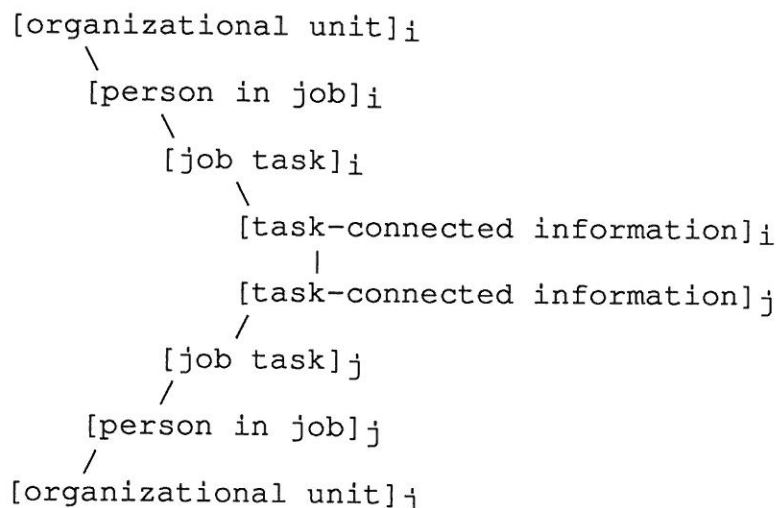 [organizational unit]i
\
[person in job]i
\
[job task]i
\
[task-connected information]i
|
[task-connected information]j
/
[job task]j
/
[person in job]j
/
[organizational unit]j